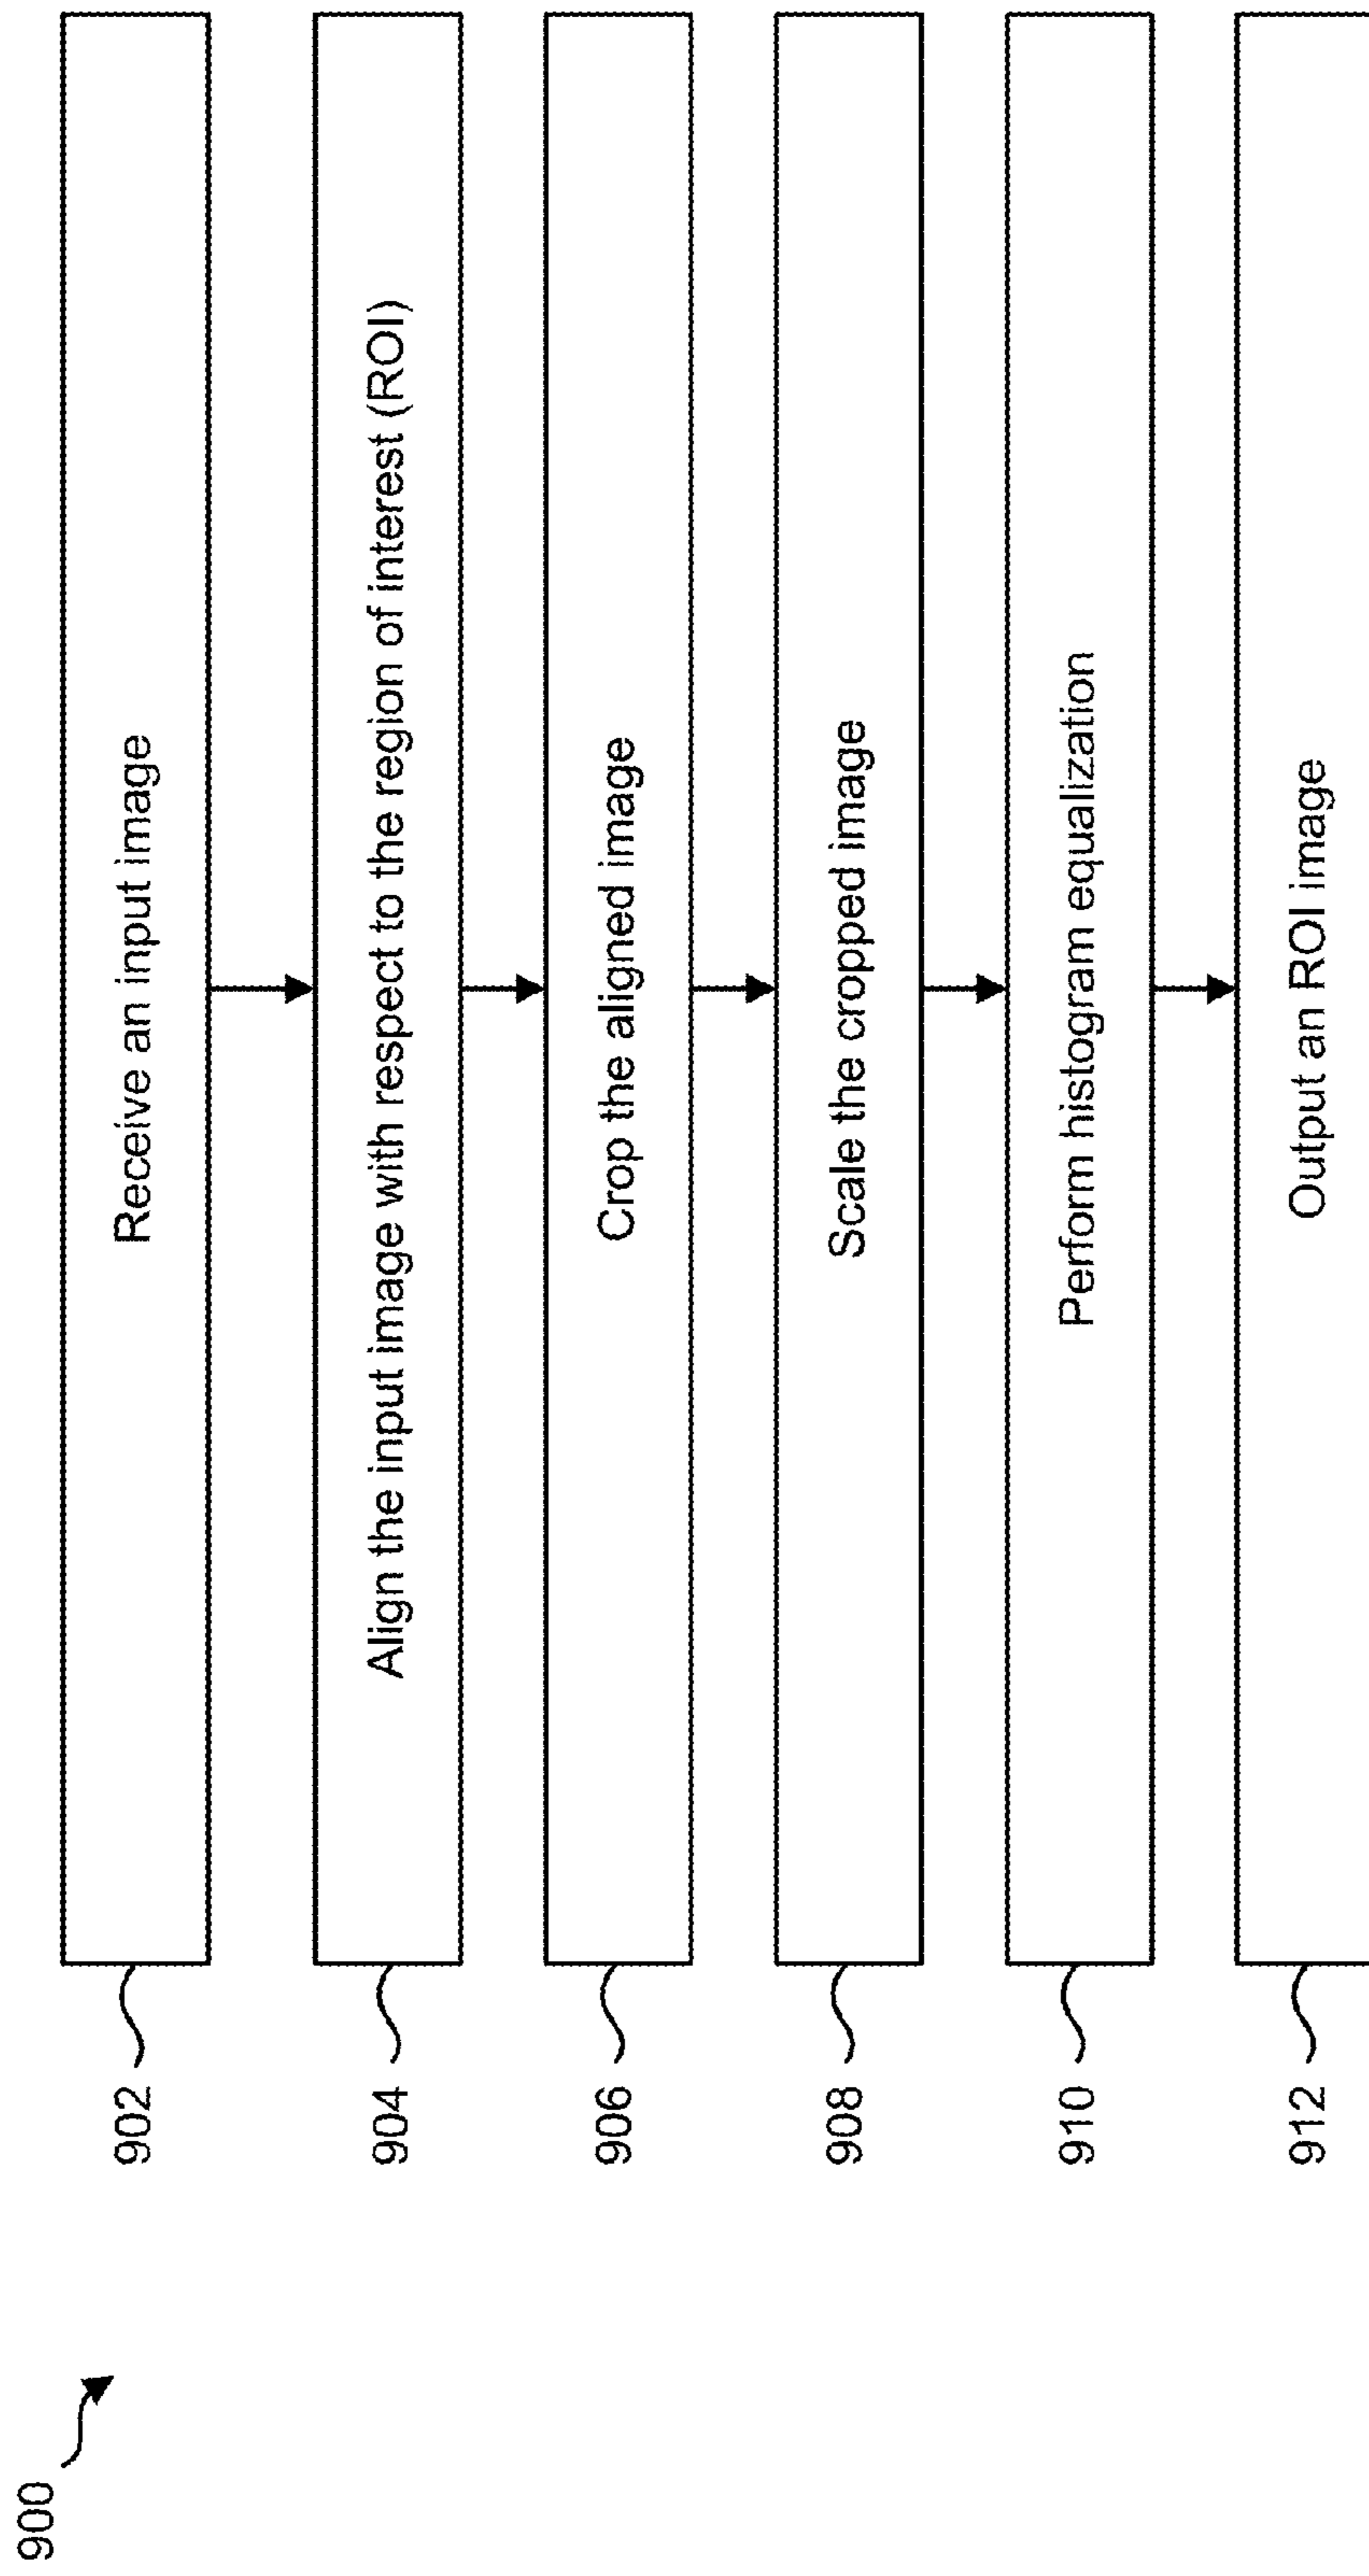 900
902
Receive an input image
904
Align the input image with respect to the region of interest (ROI)
906
Crop the aligned image
908
Scale the cropped image
910
Perform histogram equalization
912
Output an ROI image